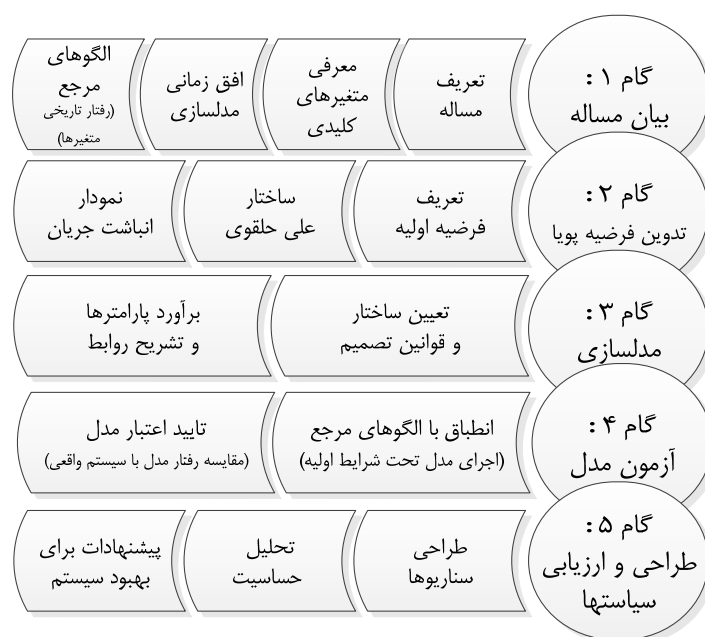 گام ۱ :
بیان مساله
تعریف
مساله
معرفی
متغیرهای
کلیدی
افق زمانی
مدلسازی
الگوهای
مرجع
(رفتار تاریخی
متغیرها)
گام ۲ :
تدوین فرضیه پویا
تعریف
فرضیه اولیه
ساختار
علی حلقوی
نمودار
انباشت جریان
گام ۳ :
مدلسازی
تعیین ساختار
و قوانین تصمیم
برآورد پارامترها
و تشریح روابط
گام ۴ :
آزمون مدل
انطباق با الگوهای مرجع
(اجرای مدل تحت شرایط اولیه)
تایید اعتبار مدل
(مقایسه رفتار مدل با سیستم واقعی)
گام ۵ :
طراحی و ارزیابی
سیاستها
طراحی
سناریوها
تحلیل
حساسیت
پیشنهادات برای
بهبود سیستم